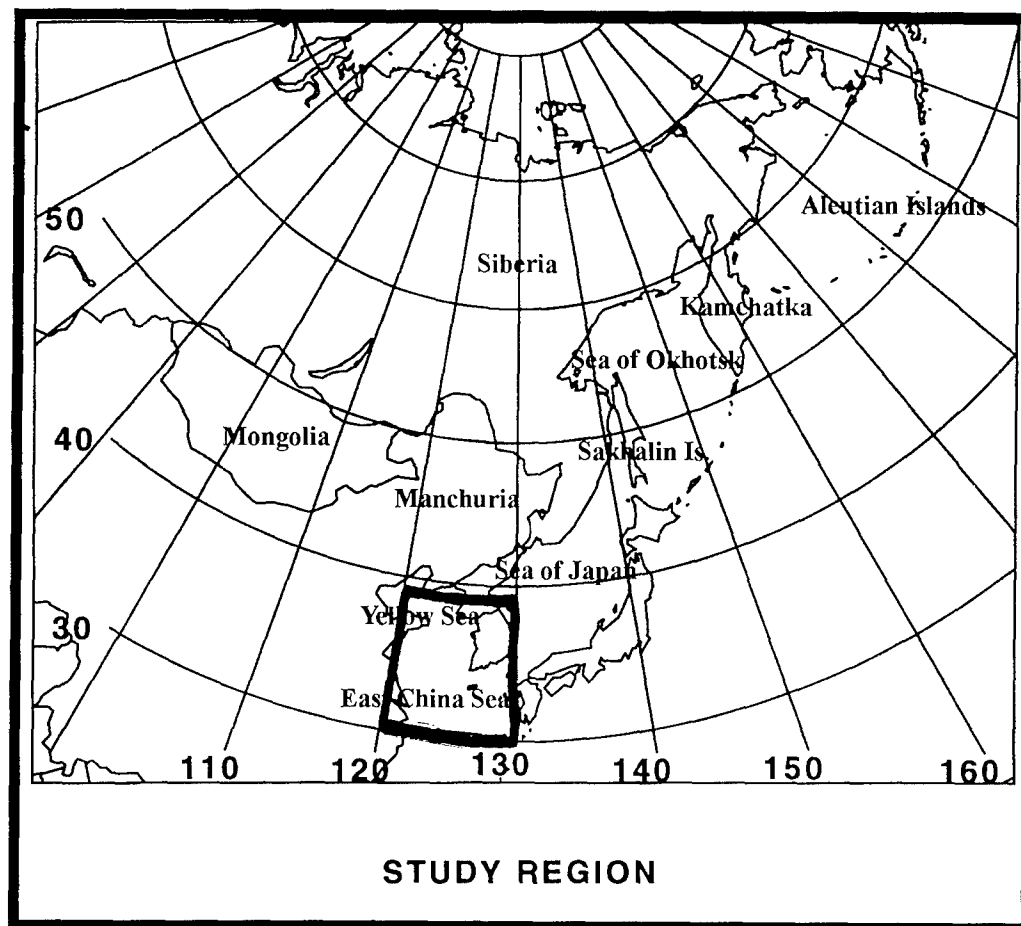 50
Aleutian Islands
Siberia
Kamchatka
Sea of Okhotsk
40
Mongolia
Sakhalin Is.
Manchuria
Sea of Japan
30
Yellow Sea
East China Sea
110
120
130
140
150
160
STUDY REGION